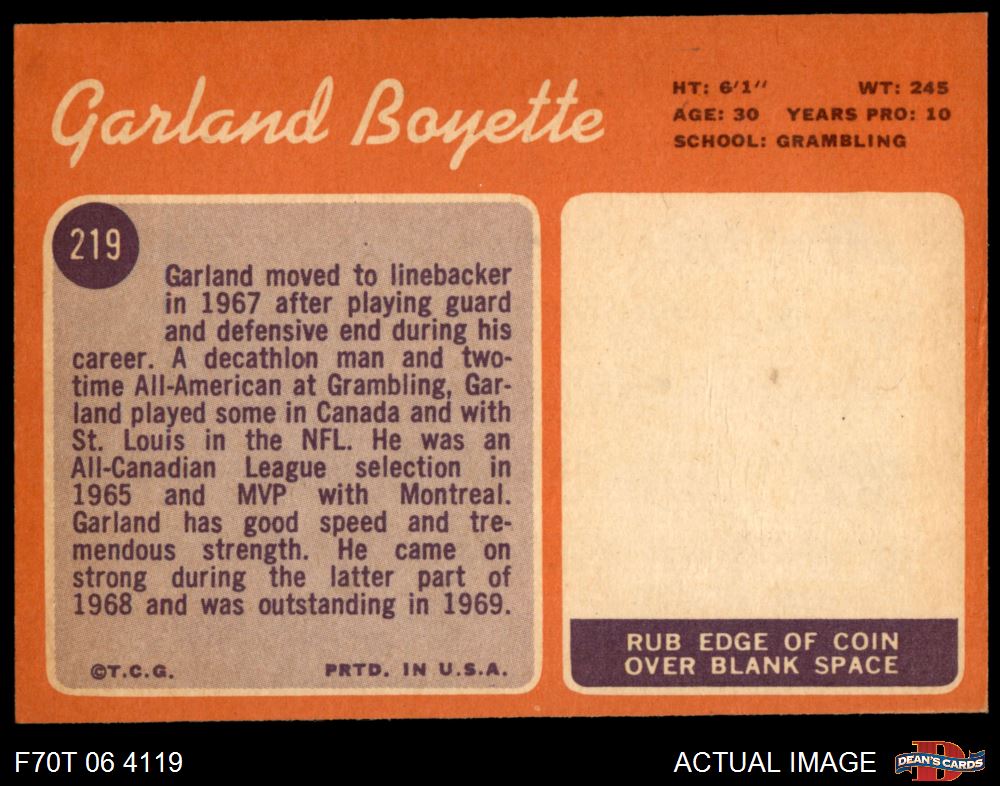 Garland Boyette
HT: 6'1" WT: 245
AGE: 30 YEARS PRO: 10
SCHOOL: GRAMBLING
219
Garland moved to linebacker
in 1967 after playing guard
and defensive end during his
career. A decathlon man and two-
time All-American at Grambling, Gar-
land played some in Canada and with
St. Louis in the NFL. He was an
All-Canadian League selection in
1965 and MVP with Montreal.
Garland has good speed and tre-
mendous strength. He came on
strong during the latter part of
1968 and was outstanding in 1969.
©T.C.G. PRTD. IN U.S.A.
RUB EDGE OF COIN
OVER BLANK SPACE
F70T 06 4119
ACTUAL IMAGE
D
DEAN'S CARDS